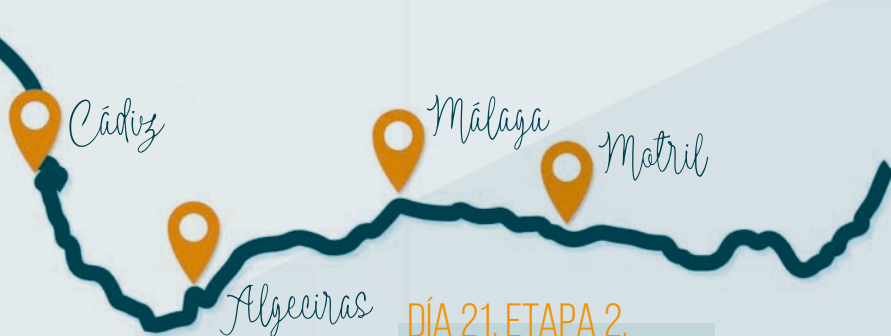 Cádiz
Málaga
Motril
Algeciras
DÍA 21. ETAPA 2.